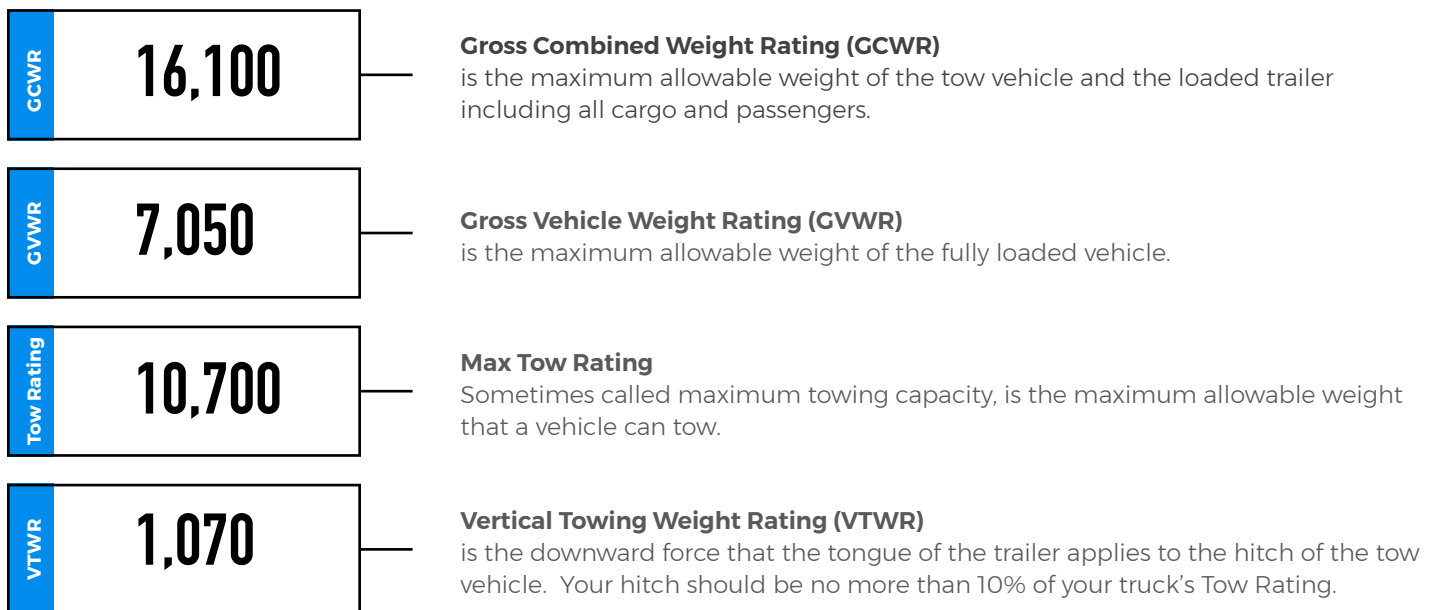 GCWR
16,100
Gross Combined Weight Rating (GCWR)
is the maximum allowable weight of the tow vehicle and the loaded trailer
including all cargo and passengers.
GVWR
7,050
Gross Vehicle Weight Rating (GVWR)
is the maximum allowable weight of the fully loaded vehicle.
Tow Rating
10,700
Max Tow Rating
Sometimes called maximum towing capacity, is the maximum allowable weight
that a vehicle can tow.
VTWR
1,070
Vertical Towing Weight Rating (VTWR)
is the downward force that the tongue of the trailer applies to the hitch of the tow
vehicle.  Your hitch should be no more than 10% of your truck’s Tow Rating.